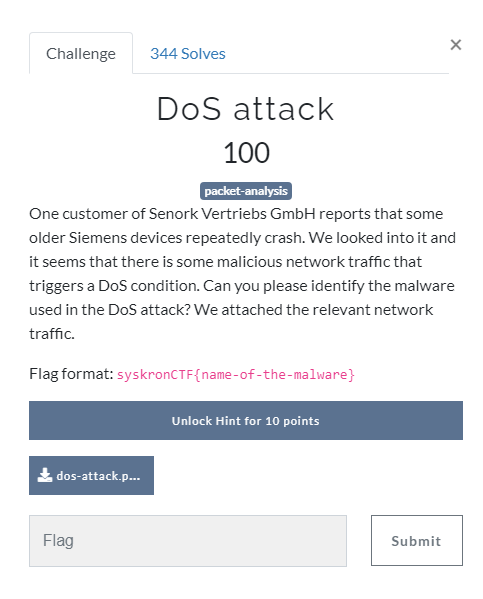 Challenge
344 Solves
×
DoS attack
100
packet-analysis
One customer of Senork Vertriebs GmbH reports that some
older Siemens devices repeatedly crash. We looked into it and
it seems that there is some malicious network traffic that
triggers a DoS condition. Can you please identify the malware
used in the DoS attack? We attached the relevant network
traffic.
Flag format: syskronCTF{name-of-the-malware}
Unlock Hint for 10 points
dos-attack.p...
Flag
Submit